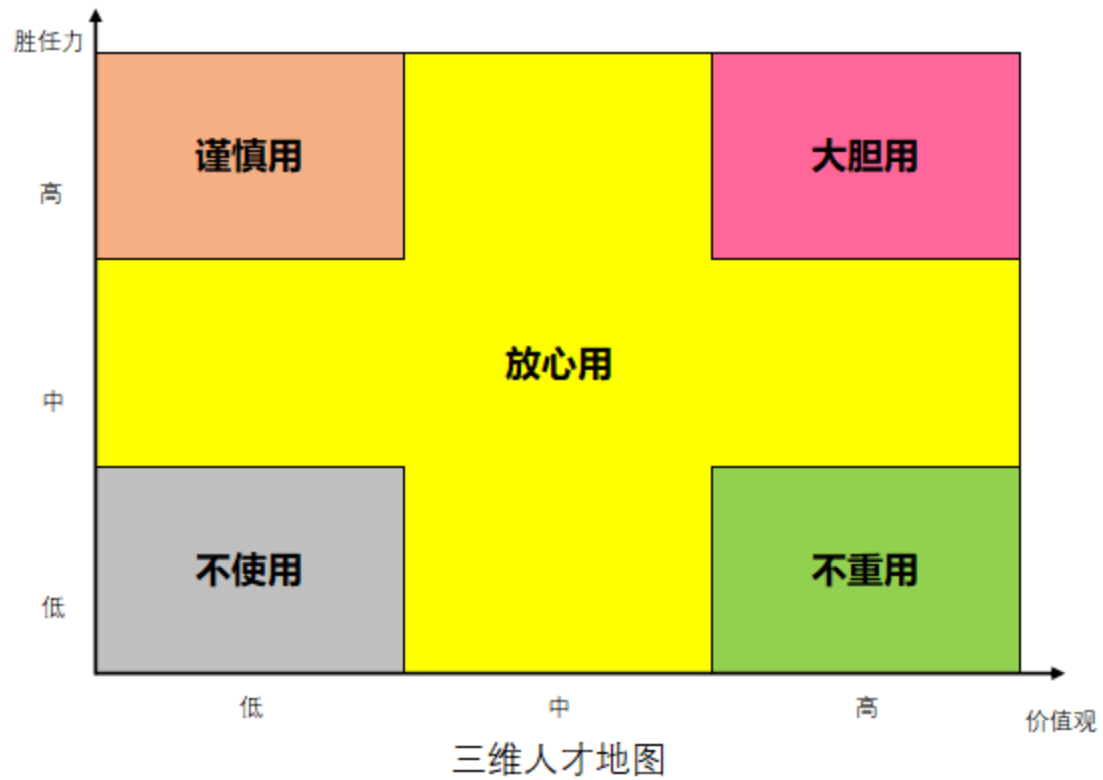 胜任力
谨慎用
大胆用
高
放心用
中
不使用
不重用
低
低
中
高
价值观
三维人才地图